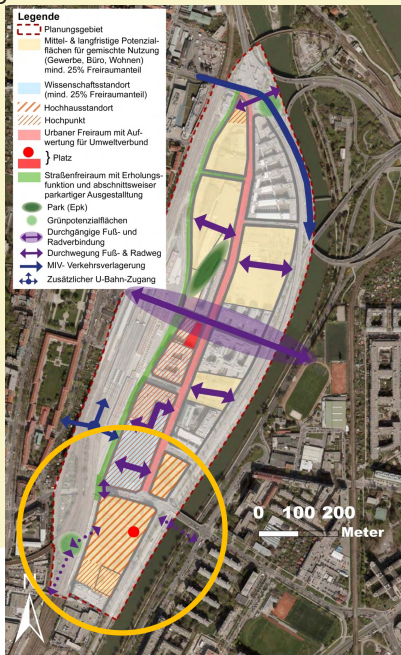 Legende
Planungsgebiet
Mittel- & langfristige Potenzial-
flächen für gemischte Nutzung
(Gewerbe, Büro, Wohnen)
mind. 25% Freiraumanteil
Wissenschaftsstandort
(mind. 25% Freiraumanteil)
Hochhausstandort
Hochpunkt
Urbaner Freiraum mit Auf-
wertung für Umweltverbund
} Platz
Straßenfreiraum mit Erholungs-
funktion und abschnittsweiser
parkartiger Ausgestalltung
Park (Epk)
Grünpotenzialflächen
Durchgängige Fuß- und
Radverbindung
Durchwegung Fuß- & Radweg
MIV- Verkehrsverlagerung
Zusätzlicher U-Bahn-Zugang
0 100 200
Meter
N